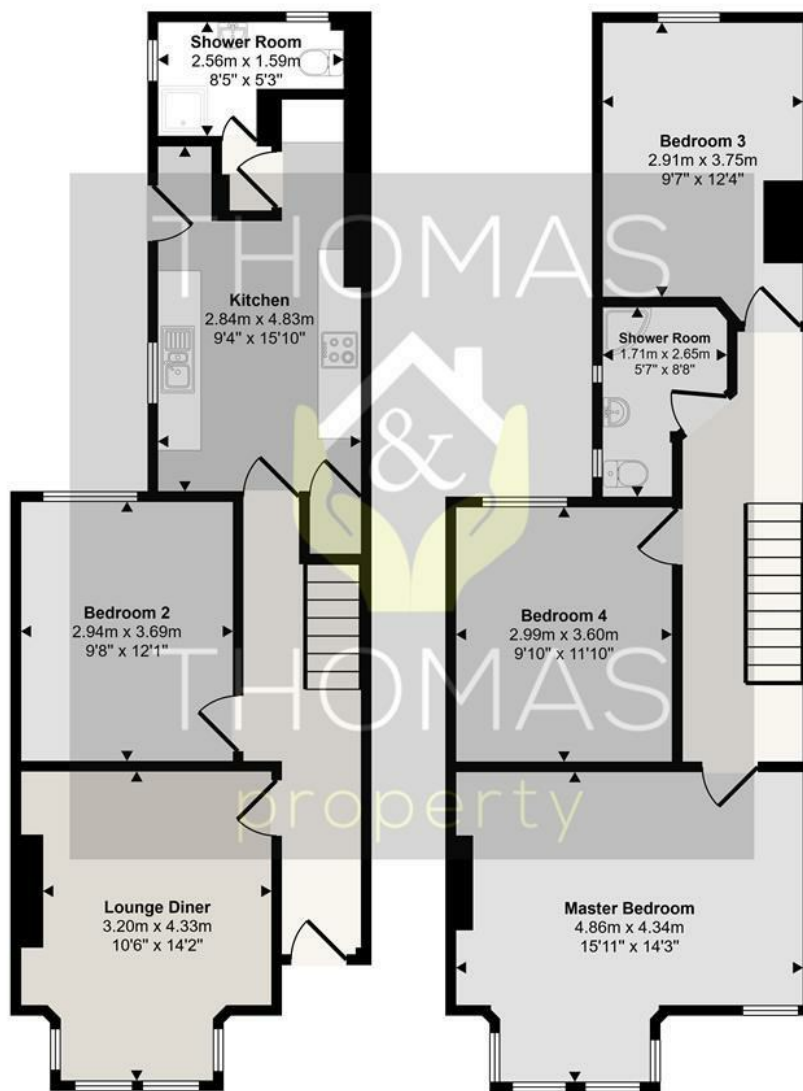 Shower Room
2.56m x 1.59m
8'5" x 5'3"
Kitchen
2.84m x 4.83m
9'4" x 15'10"
Bedroom 2
2.94m x 3.69m
9'8" x 12'1"
Lounge Diner
3.20m x 4.33m
10'6" x 14'2"
Bedroom 3
2.91m x 3.75m
9'7" x 12'4"
Shower Room
1.71m x 2.65m
5'7" x 8'8"
Bedroom 4
2.99m x 3.60m
9'10" x 11'10"
Master Bedroom
4.86m x 4.34m
15'11" x 14'3"
THOMAS
&
THOMAS
property